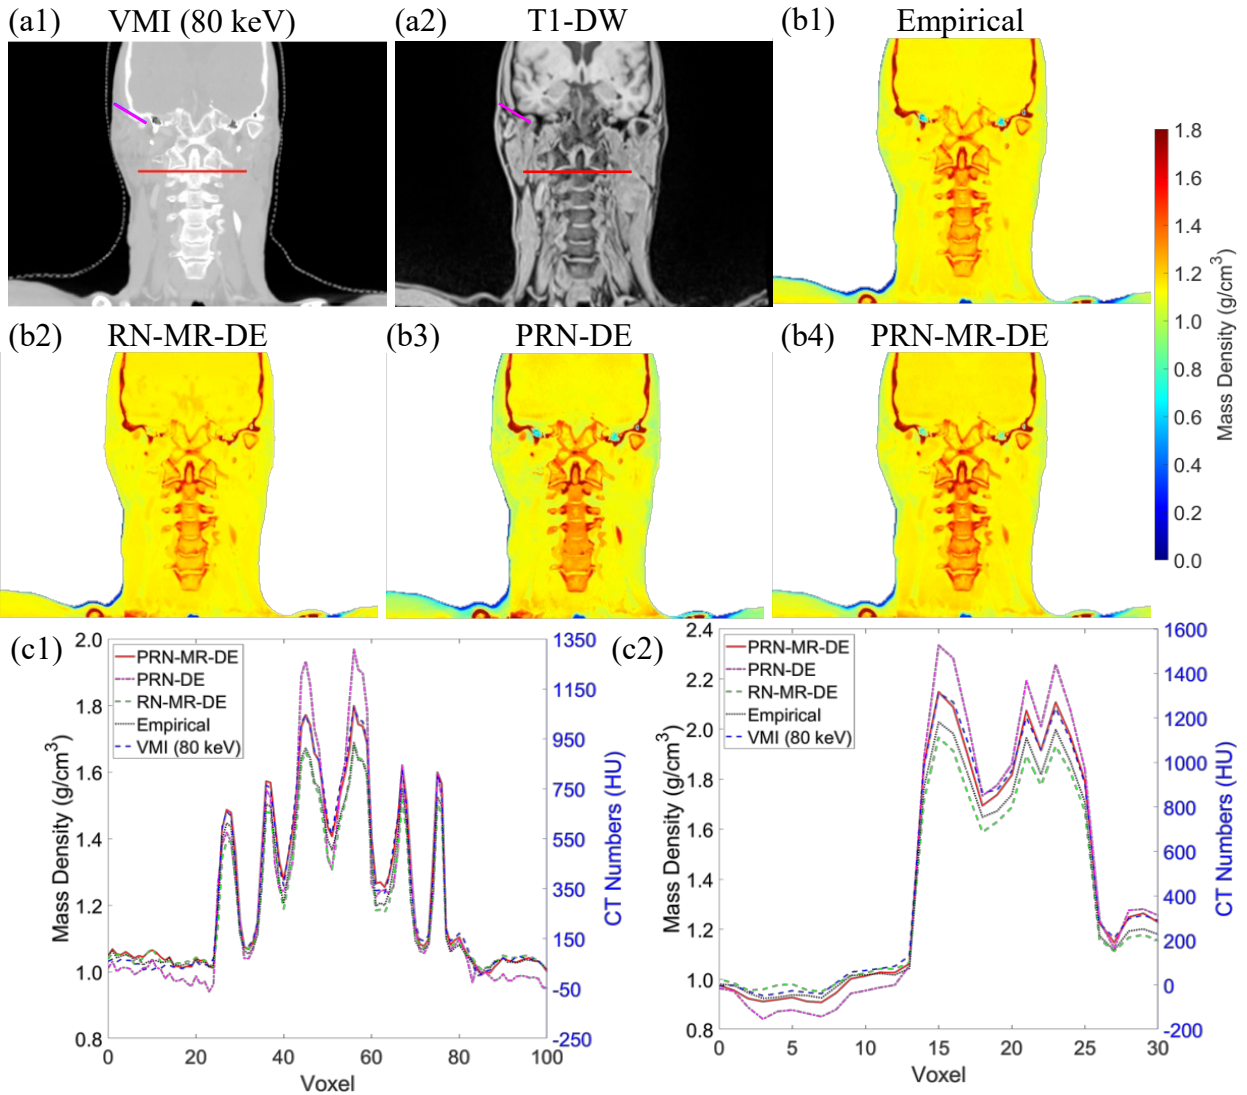 (a1) VMI (80 keV)
(a2) T1-DW
(b1) Empirical
1.8
1.6
1.4
1.2
1.0
0.8
0.6
0.4
0.2
0.0
Mass Density (g/cm³)
(b2) RN-MR-DE
(b3) PRN-DE
(b4) PRN-MR-DE
(c1)
2.0
1.8
1.6
1.4
1.2
1.0
0.8
Mass Density (g/cm³)
PRN-MR-DE
PRN-DE
RN-MR-DE
Empirical
VMI (80 keV)
1350
1150
950
750
550
350
150
-50
-250
CT Numbers (HU)
0 20 40 60 80 100
Voxel
(c2)
2.4
2.2
2.0
1.8
1.6
1.4
1.2
1.0
0.8
Mass Density (g/cm³)
PRN-MR-DE
PRN-DE
RN-MR-DE
Empirical
VMI (80 keV)
1600
1400
1200
1000
800
600
400
200
0
-200
CT Numbers (HU)
0 5 10 15 20 25 30
Voxel